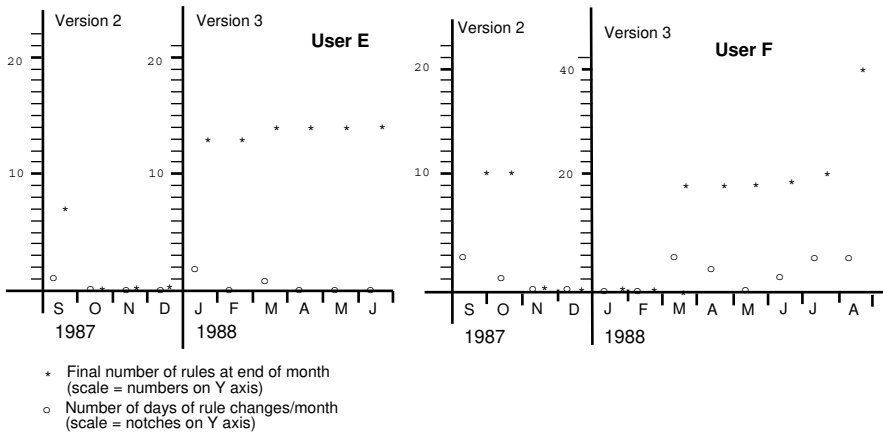 Version 2
Version 3
User E
20
20
10
10
S O N D J F M A M J
1987
1988
Version 2
Version 3
User F
20
40
10
20
S O N D J F M A M J J A
1987
1988
* Final number of rules at end of month
(scale = numbers on Y axis)
○ Number of days of rule changes/month
(scale = notches on Y axis)